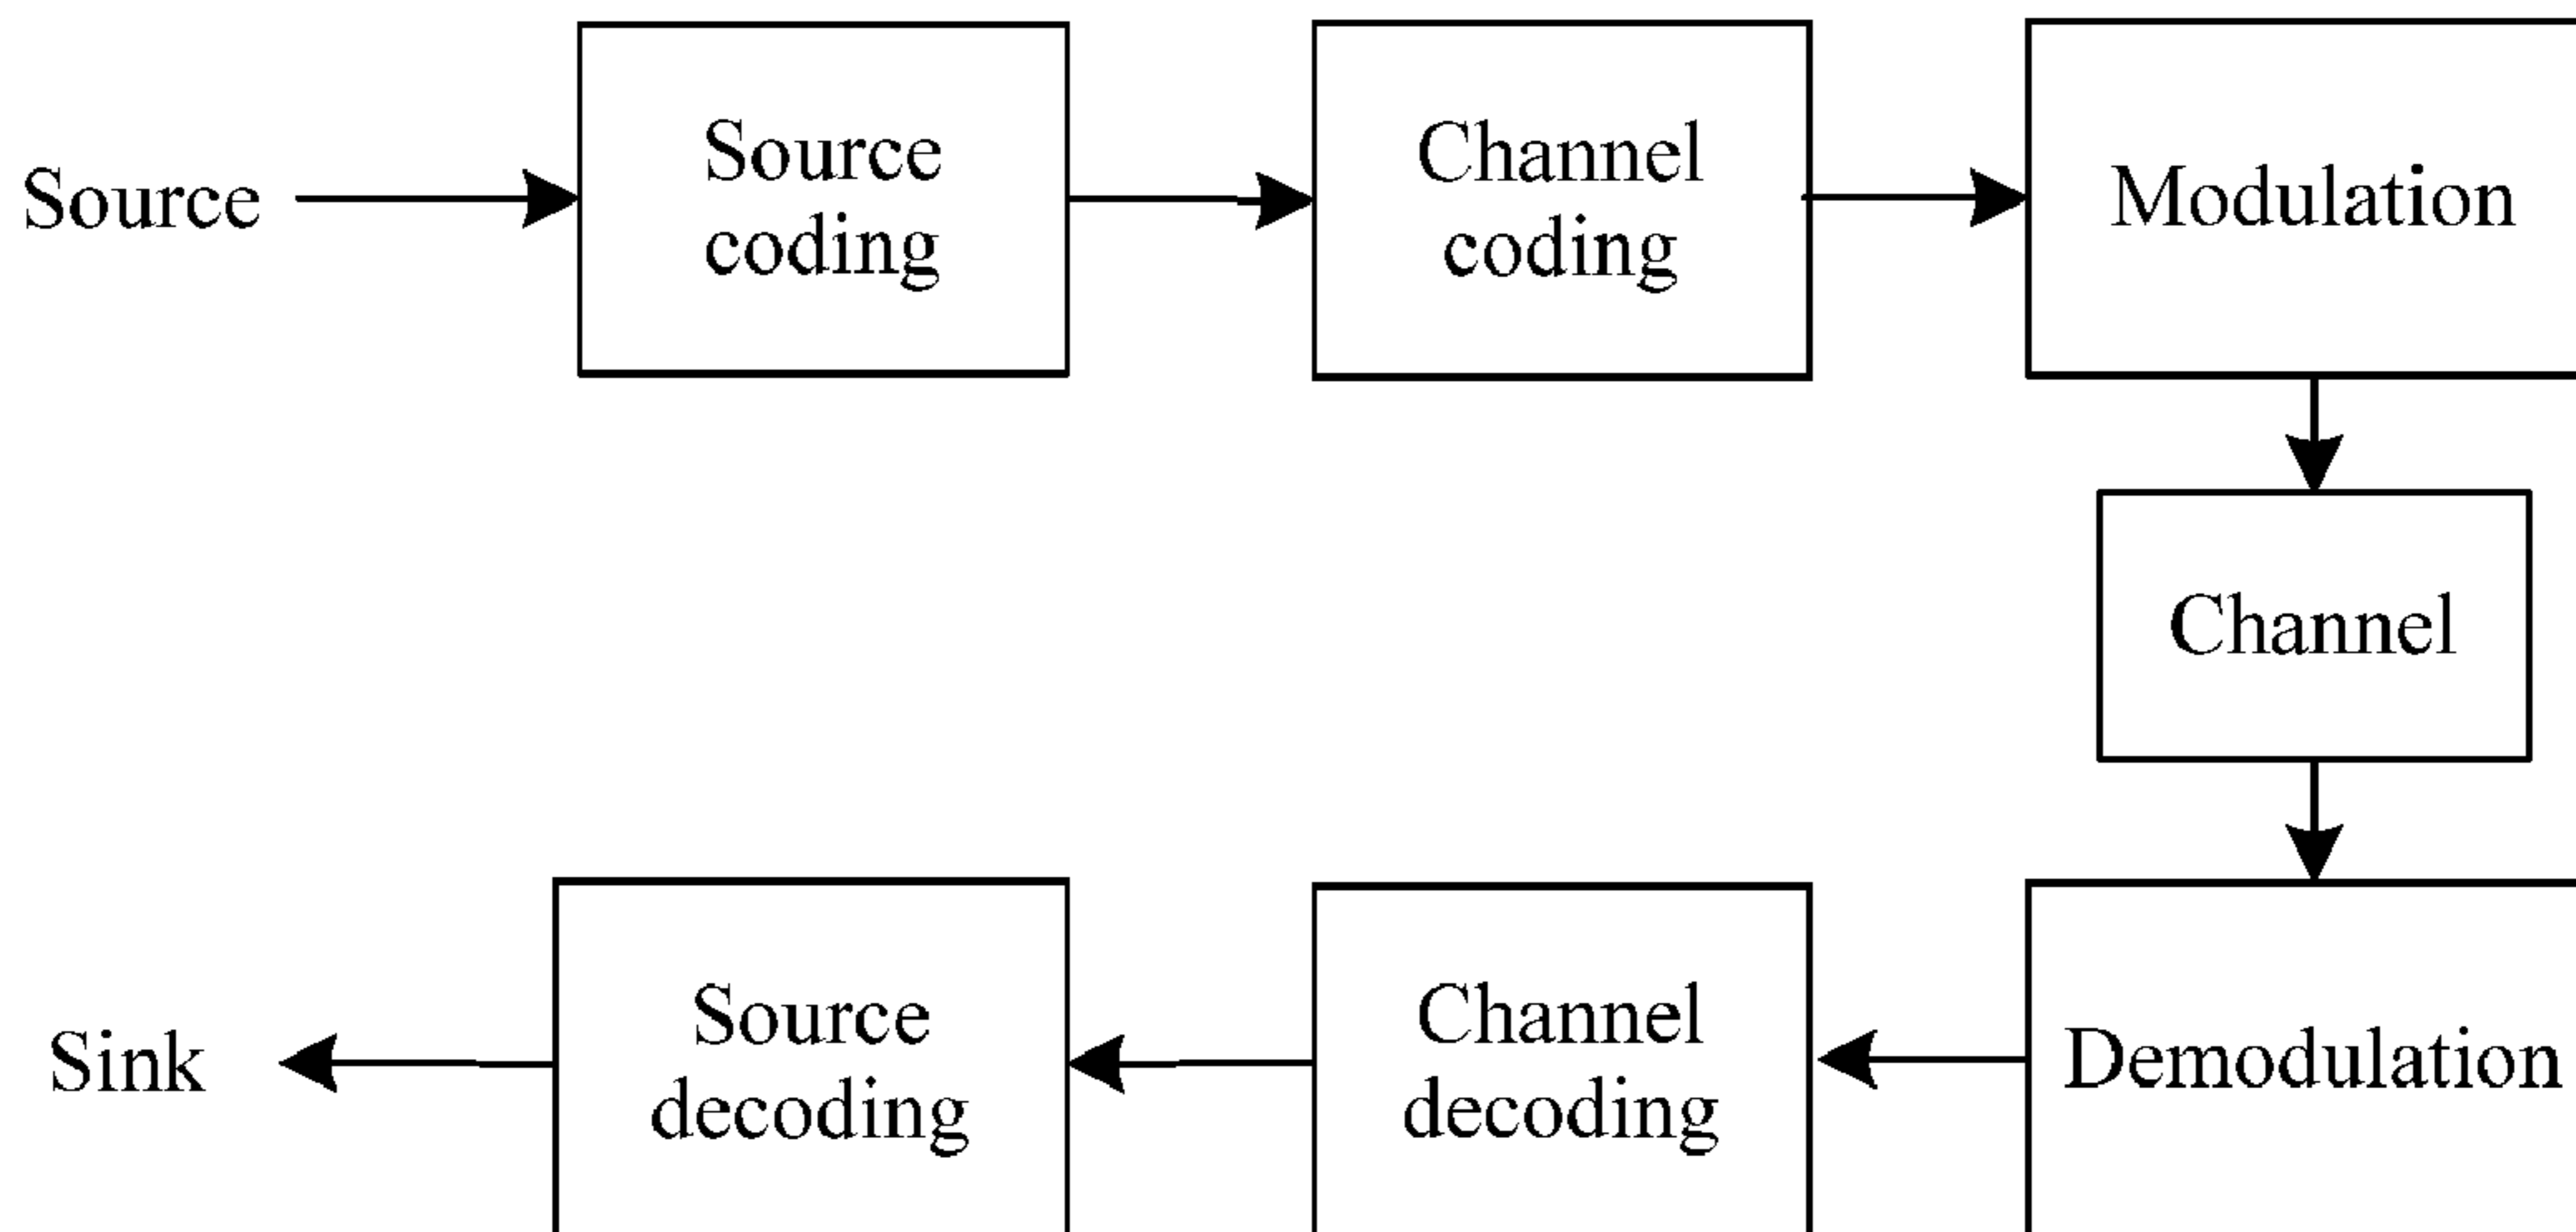 Source
Source
coding
Channel
coding
Modulation
Channel
Demodulation
Channel
decoding
Source
decoding
Sink